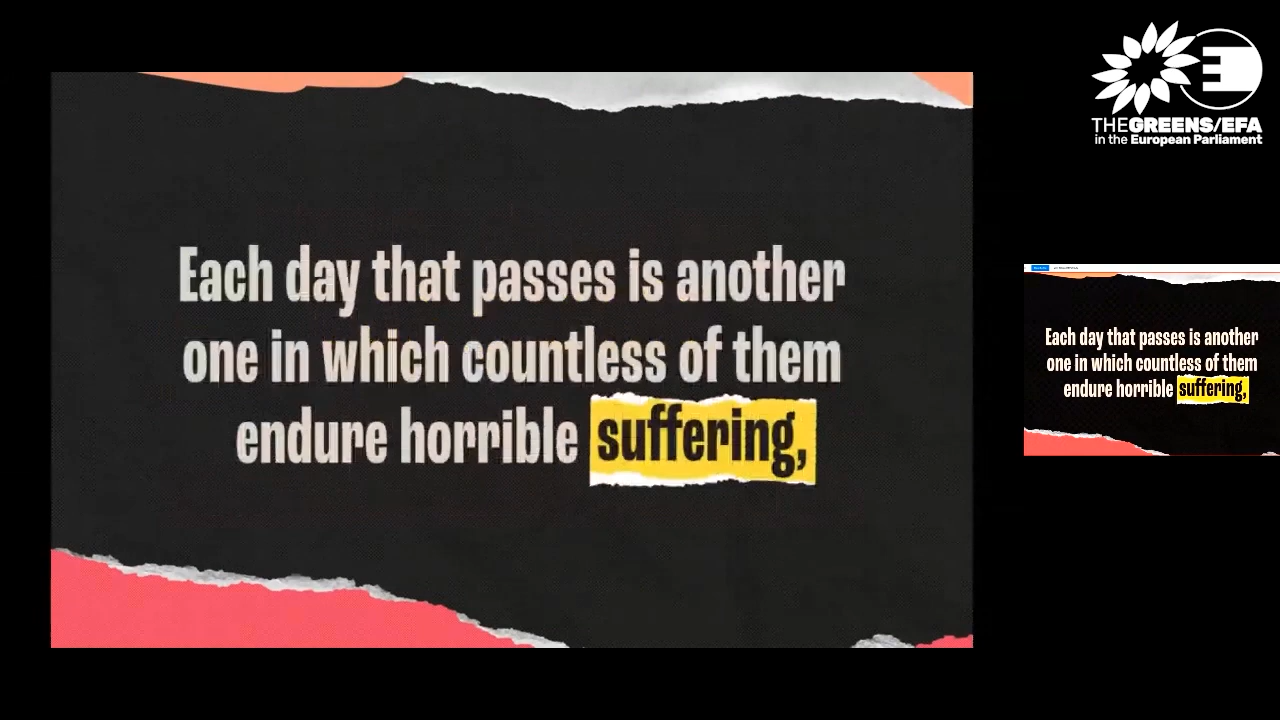 THEGREENS/EFA
in the European Parliament
Each day that passes is another
one in which countless of them
endure horrible suffering,
Each day that passes is another
one in which countless of them
endure horrible suffering,